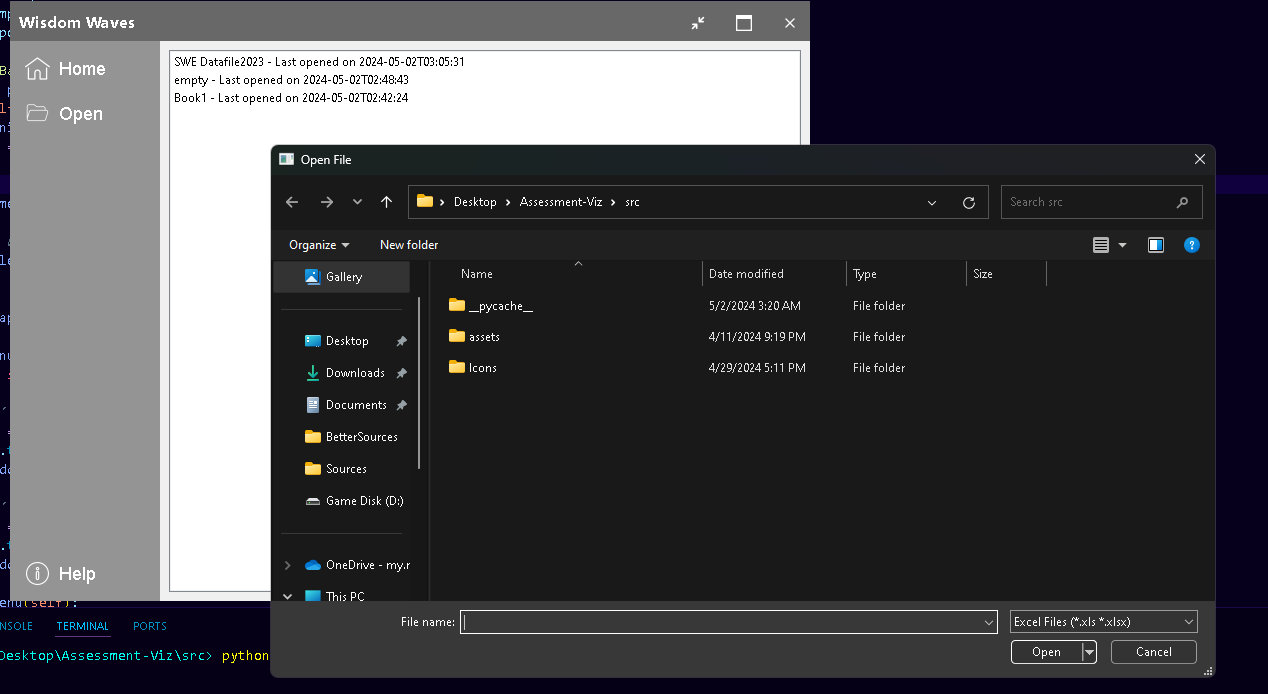 Wisdom Waves
Home
Open
SWE Datafile2023 - Last opened on 2024-05-02T03:05:31
empty - Last opened on 2024-05-02T02:48:43
Book1 - Last opened on 2024-05-02T02:42:24
Open File
Desktop > Assessment-Viz > src
Search src
Organize
New folder
?
Name Date modified Type Size
__pycache__ 5/2/2024 3:20 AM File folder
assets 4/11/2024 9:19 PM File folder
Icons 4/29/2024 5:11 PM File folder
Gallery
Desktop
Downloads
Documents
BetterSources
Sources
Game Disk (D:)
OneDrive - my.r
This PC
Help
enu(self):
File name:
Excel Files (*.xls *.xlsx)
Open
Cancel
NSOLE TERMINAL PORTS
Desktop\Assessment-Viz\src> python